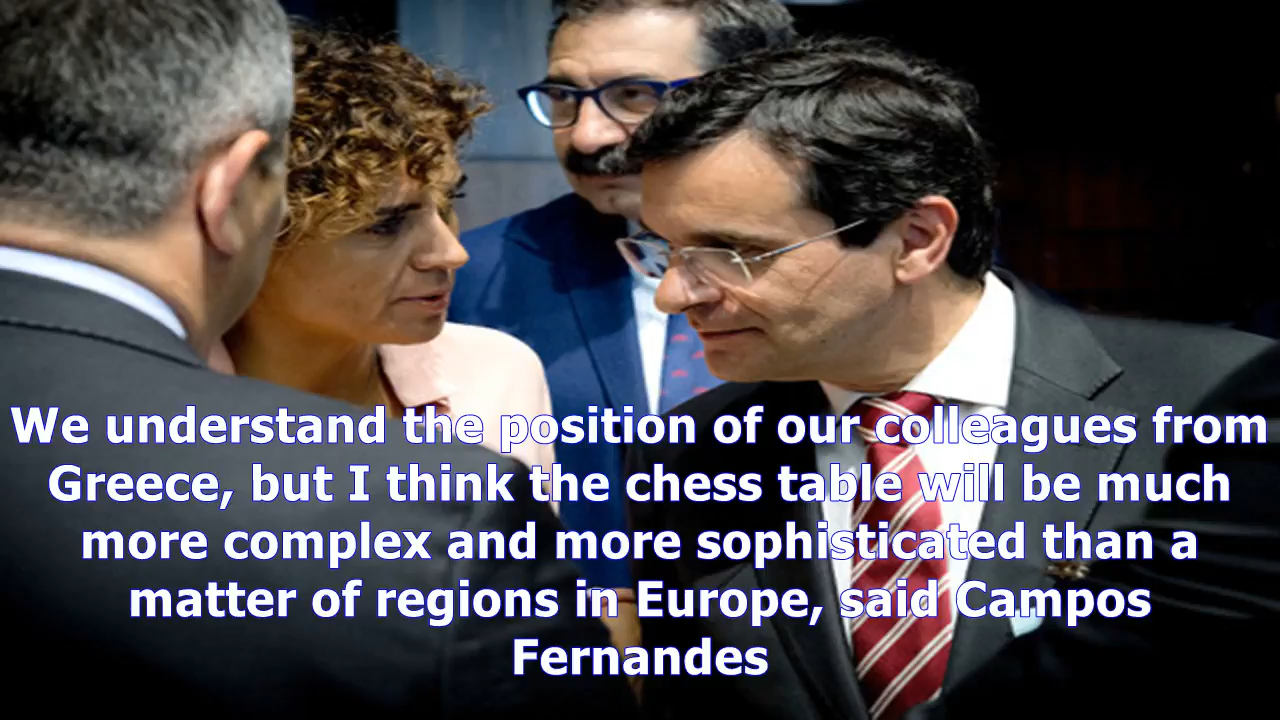 We understand the position of our colleagues from
Greece, but I think the chess table will be much
more complex and more sophisticated than a
matter of regions in Europe, said Campos
Fernandes